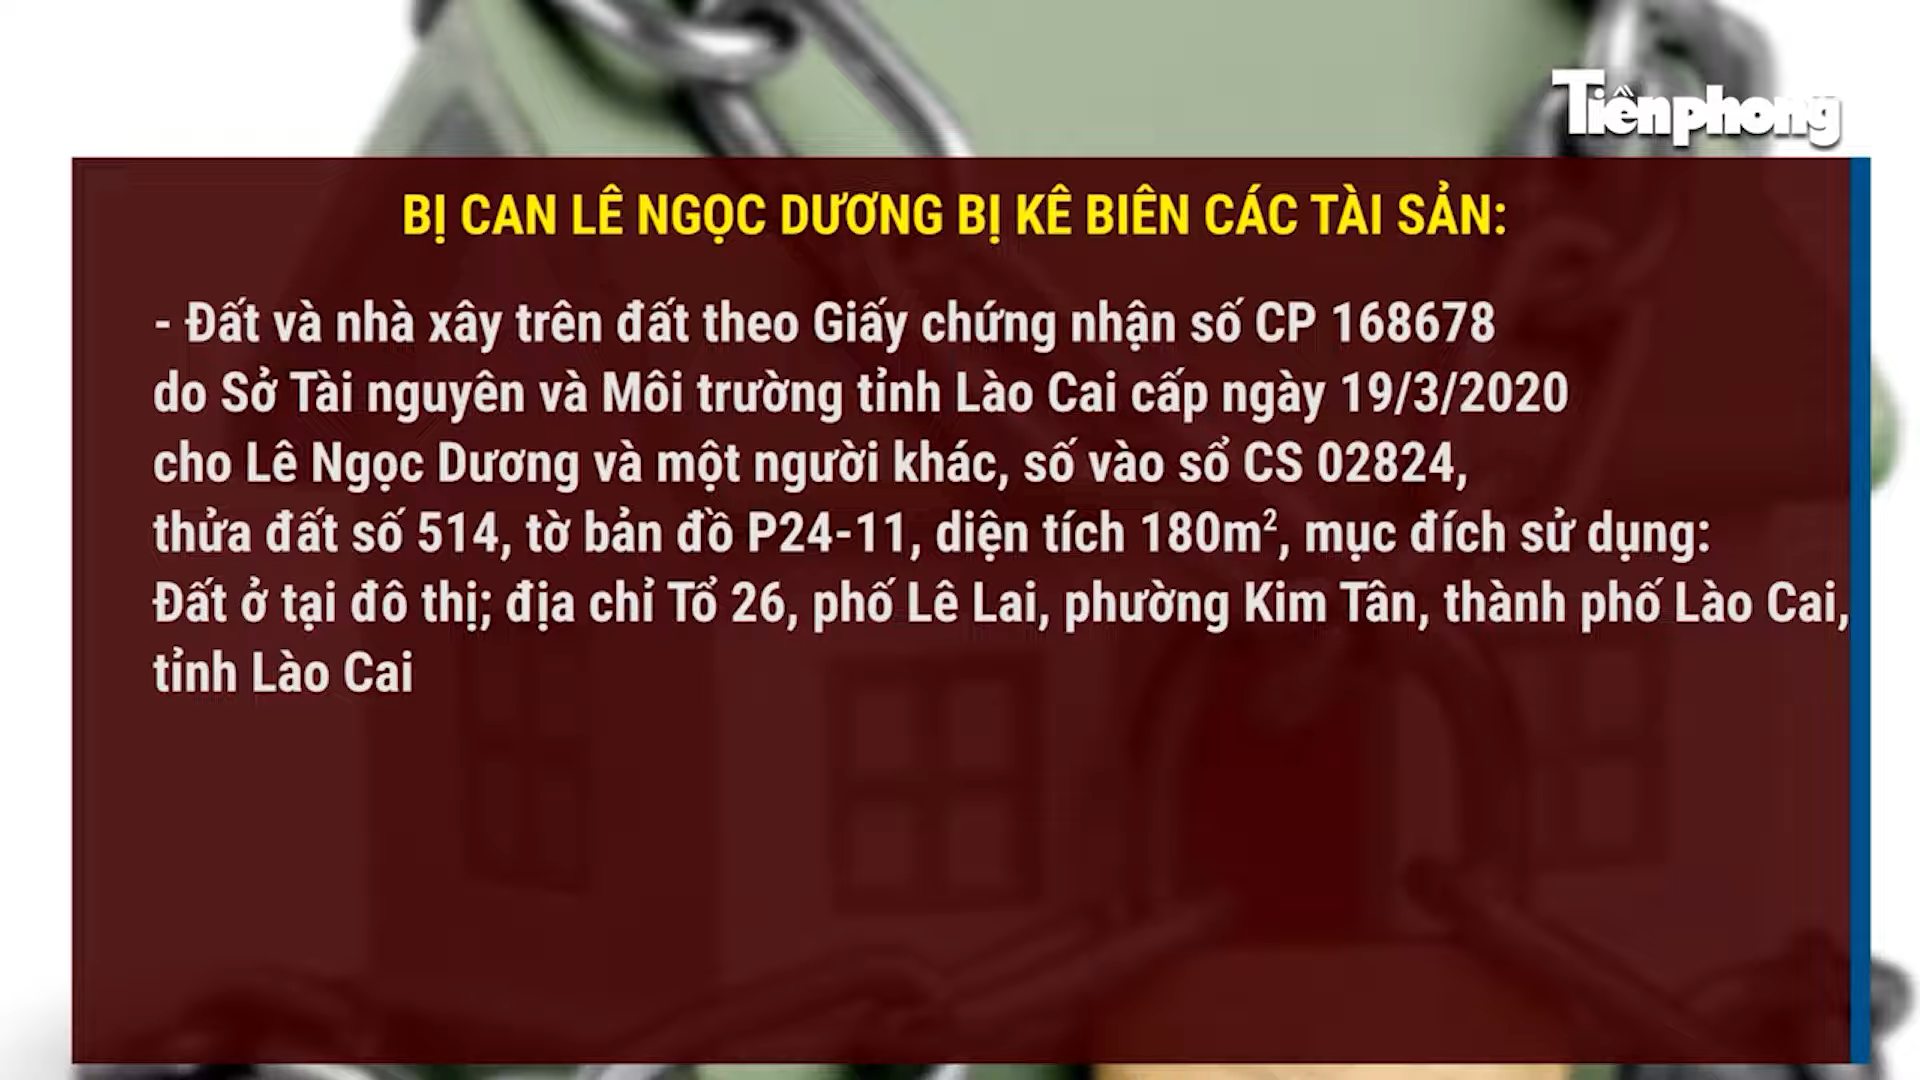 Tiền phong
BỊ CAN LÊ NGỌC DƯƠNG BỊ KÊ BIÊN CÁC TÀI SẢN:
- Đất và nhà xây trên đất theo Giấy chứng nhận số CP 168678
do Sở Tài nguyên và Môi trường tỉnh Lào Cai cấp ngày 19/3/2020
cho Lê Ngọc Dương và một người khác, số vào sổ CS 02824,
thửa đất số 514, tờ bản đồ P24-11, diện tích 180m², mục đích sử dụng:
Đất ở tại đô thị; địa chỉ Tổ 26, phố Lê Lai, phường Kim Tân, thành phố Lào Cai,
tỉnh Lào Cai